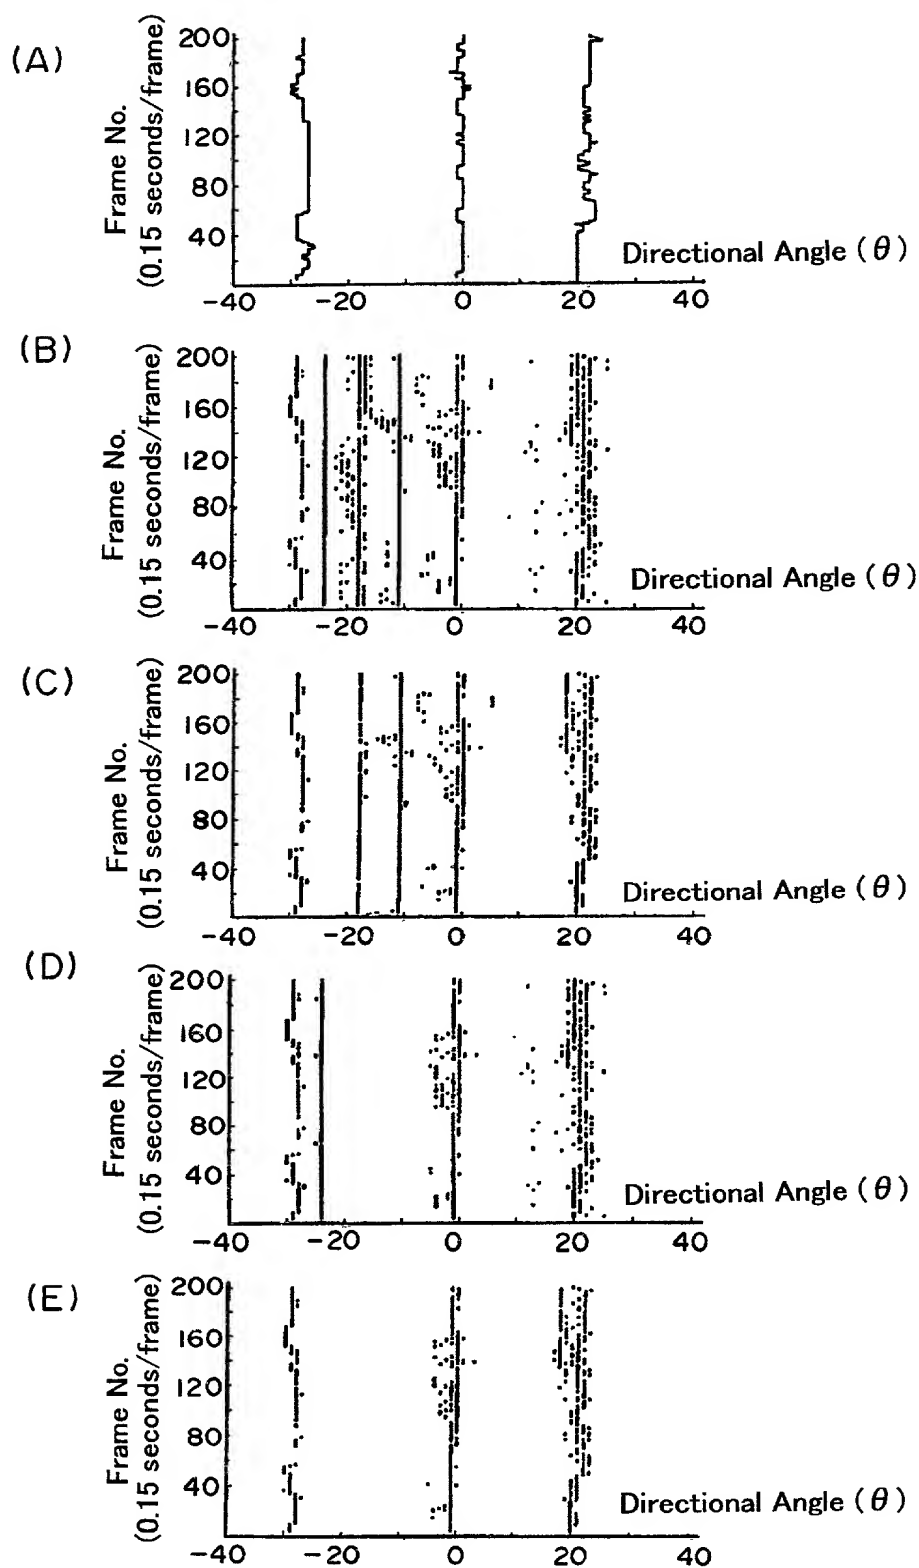 (A)
Frame No.
(0.15 seconds/frame)
200
160
120
80
40
Directional Angle (θ)
-40 -20 0 20 40
(B)
Frame No.
(0.15 seconds/frame)
200
160
120
80
40
Directional Angle (θ)
-40 -20 0 20 40
(C)
Frame No.
(0.15 seconds/frame)
200
160
120
80
40
Directional Angle (θ)
-40 -20 0 20 40
(D)
Frame No.
(0.15 seconds/frame)
200
160
120
80
40
Directional Angle (θ)
-40 -20 0 20 40
(E)
Frame No.
(0.15 seconds/frame)
200
160
120
80
40
Directional Angle (θ)
-40 -20 0 20 40